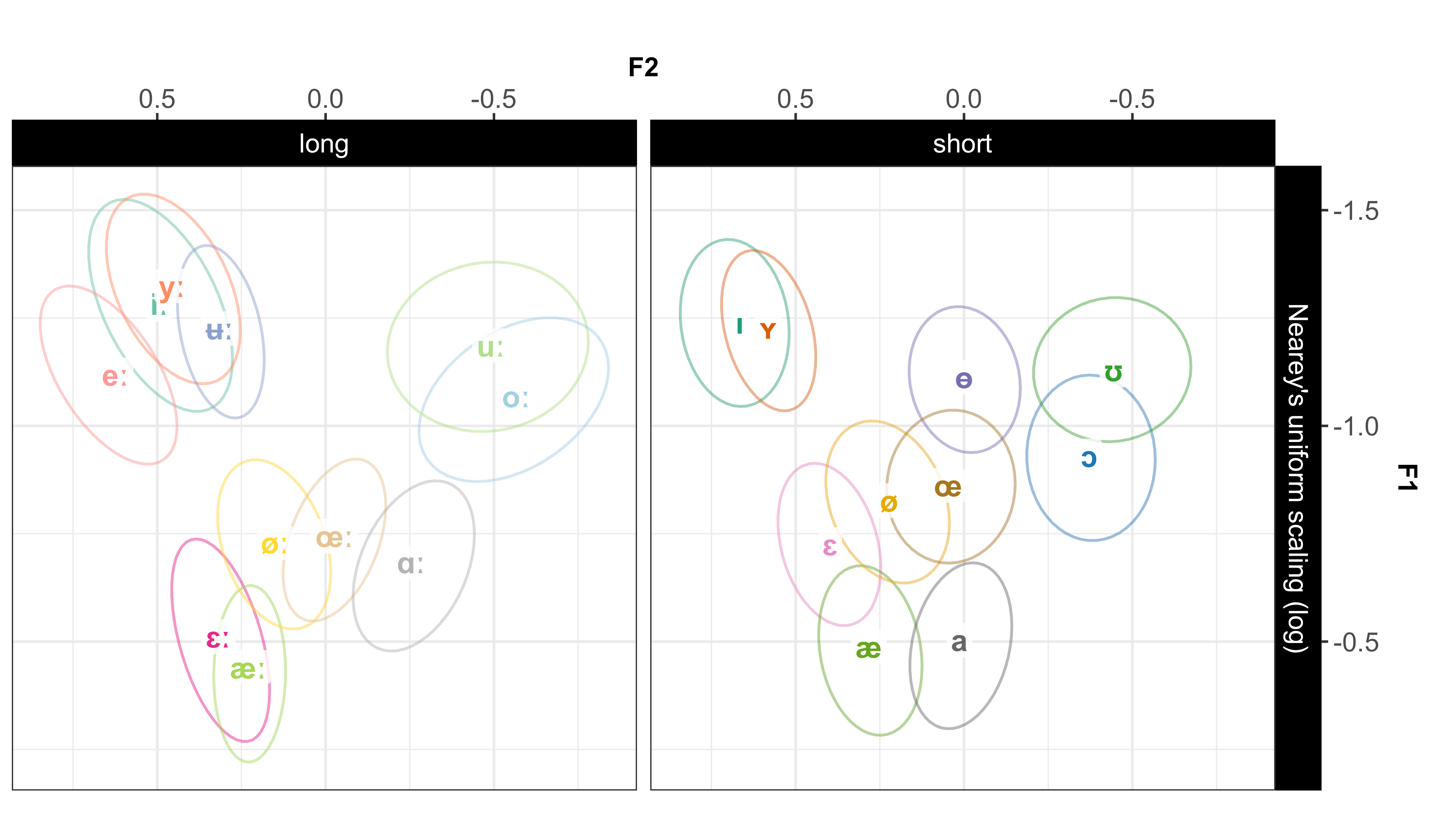 F2
0.5 0.0 -0.5 0.5 0.0 -0.5
long short
-1.5
-1.0
-0.5
F1
Nearey's uniform scaling (log)
yː
iː
ʉː
eː
uː
oː
øː
œː
ɑː
ɛː
æː
ɪ
ʏ
ɵ
ʊ
ɔ
œ
ø
ɛ
æ
a